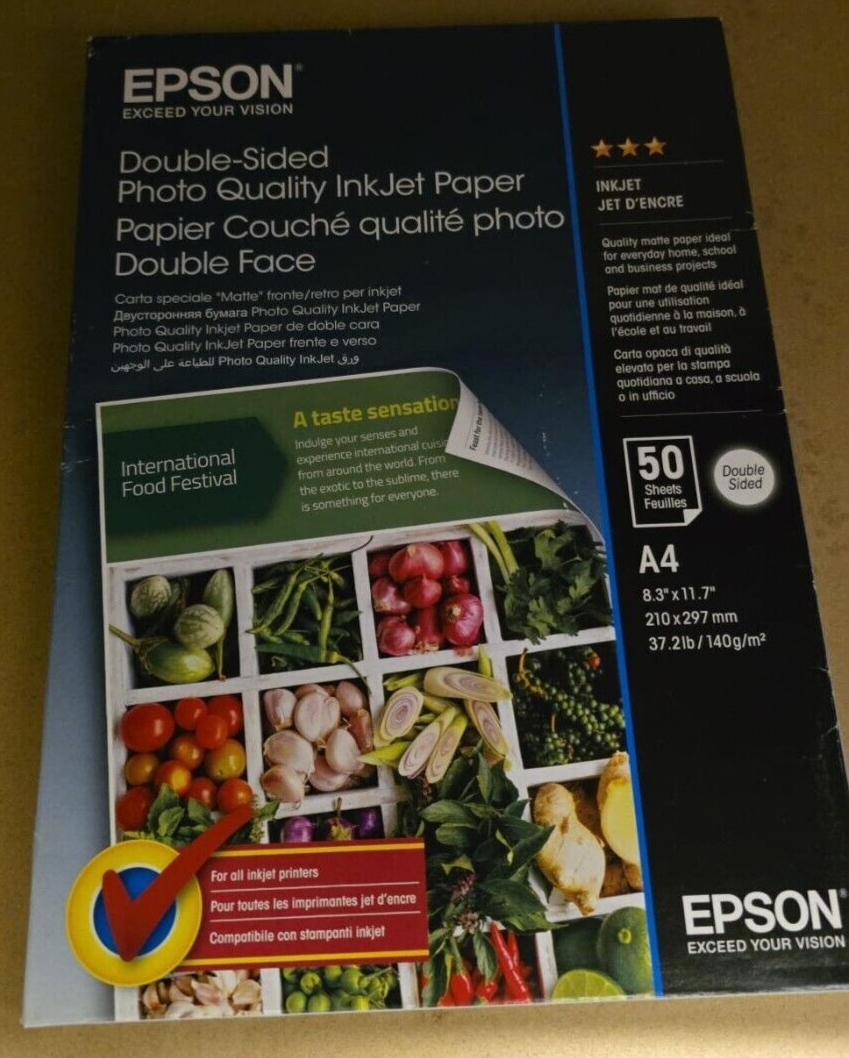 EPSON®
EXCEED YOUR VISION
Double-Sided
Photo Quality InkJet Paper
Papier Couché qualité photo
Double Face
Carta speciale "Matte" fronte/retro per inkjet
Двусторонняя бумага Photo Quality InkJet Paper
Photo Quality Inkjet Paper de doble cara
Photo Quality InkJet Paper frente e verso
ورق Photo Quality InkJet للطباعة على الوجهين
International
Food Festival
A taste sensation
Indulge your senses and
experience international cuisi
from around the world. From
the exotic to the sublime, there
is something for everyone.
For all inkjet printers
Pour toutes les imprimantes jet d'encre
Compatibile con stampanti inkjet
INKJET
JET D'ENCRE
Quality matte paper ideal
for everyday home, school
and business projects
Papier mat de qualité idéal
pour une utilisation
quotidienne à la maison, à
l'école et au travail
Carta opaca di qualità
elevata per la stampa
quotidiana a casa, a scuola
o in ufficio
50
Sheets
Feuilles
Double
Sided
A4
8.3" x 11.7"
210 x 297 mm
37.2lb / 140g/m²
EPSON®
EXCEED YOUR VISION